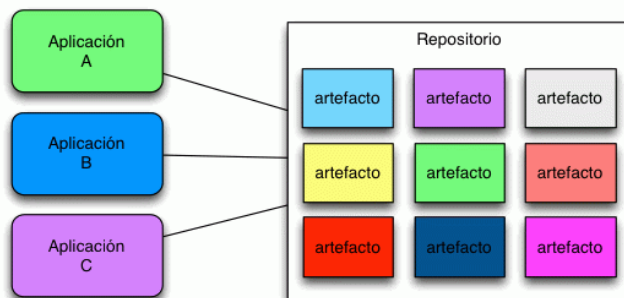 Aplicación
A
Aplicación
B
Aplicación
C
Repositorio
artefacto
artefacto
artefacto
artefacto
artefacto
artefacto
artefacto
artefacto
artefacto